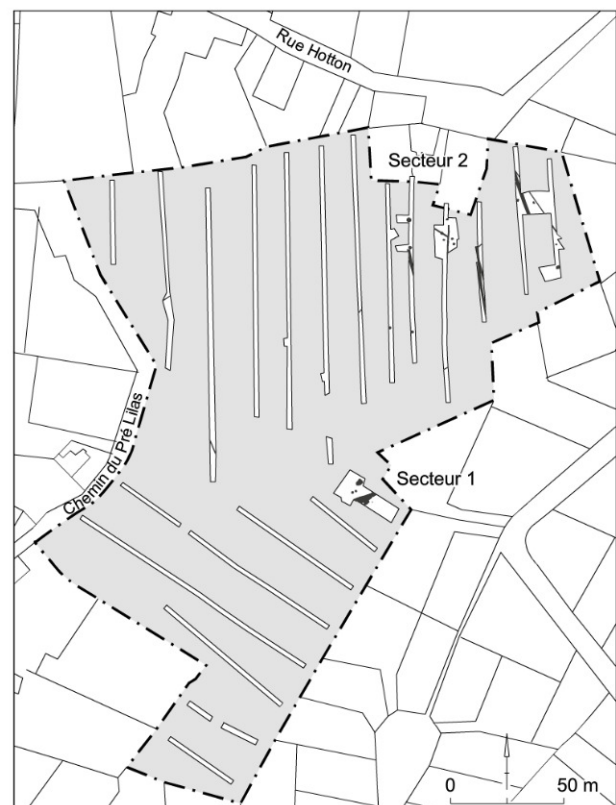 Rue Hotton
Secteur 2
Chemin du Pré Lilas
Secteur 1
0 50 m